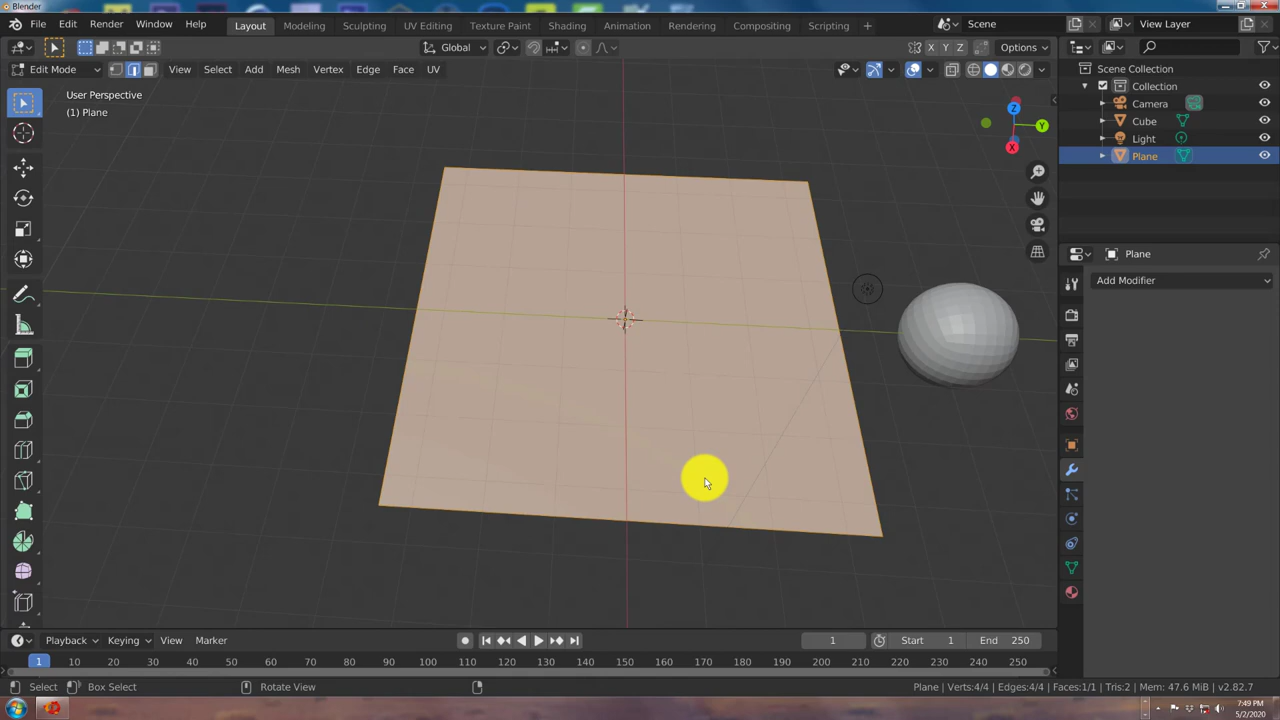 Blender
File Edit Render Window Help Layout Modeling Sculpting UV Editing Texture Paint Shading Animation Rendering Compositing Scripting + Scene View Layer
Global X Y Z Options
Edit Mode View Select Add Mesh Vertex Edge Face UV
User Perspective
(1) Plane
Z
Y
X
Scene Collection
Collection
Camera
Cube
Light
Plane
Plane
Add Modifier
Playback Keying View Marker 1 Start 1 End 250
1 10 20 30 40 50 60 70 80 90 100 110 120 130 140 150 160 170 180 190 200 210 220 230 240 250
Select Box Select Rotate View Plane | Verts:4/4 | Edges:4/4 | Faces:1/1 | Tris:2 | Mem: 47.6 MiB | v2.82.7
7:49 PM
5/2/2020